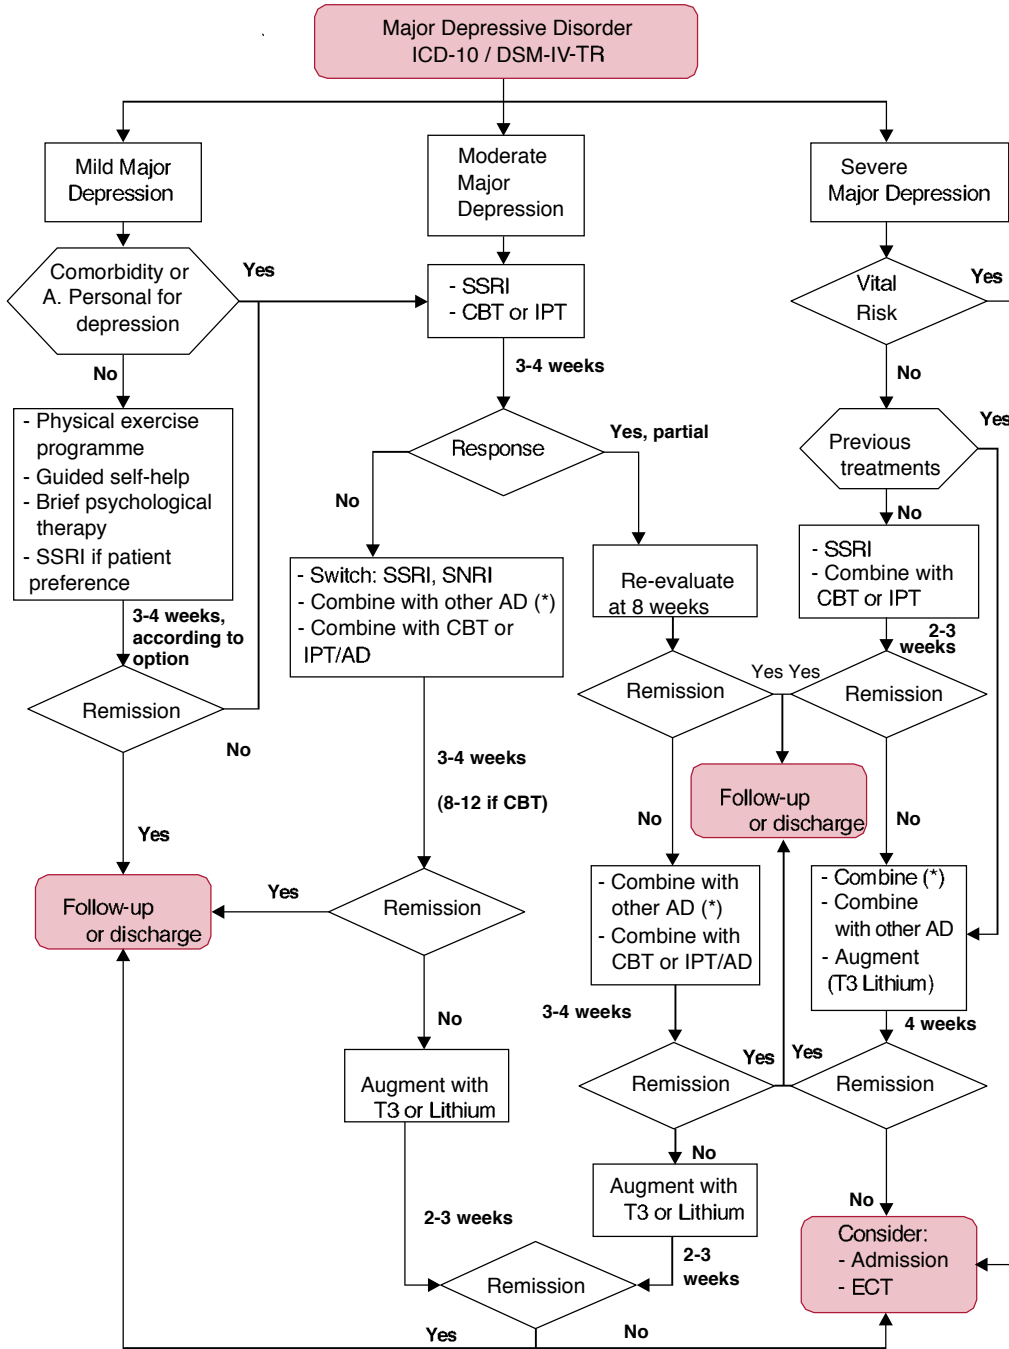 Major Depressive Disorder
ICD-10 / DSM-IV-TR
Mild Major
Depression
Moderate
Major
Depression
Severe
Major Depression
Comorbidity or
A. Personal for
depression
Yes
- SSRI
- CBT or IPT
Vital
Risk
Yes
No
3-4 weeks
No
- Physical exercise
programme
- Guided self-help
- Brief psychological
therapy
- SSRI if patient
preference
Response
Yes, partial
No
Previous
treatments
Yes
No
- Switch: SSRI, SNRI
- Combine with other AD (*)
- Combine with CBT or
IPT/AD
Re-evaluate
at 8 weeks
- SSRI
- Combine with
CBT or IPT
3-4 weeks,
according to
option
2-3
weeks
Remission
No
Yes
Remission
Yes Yes
Remission
3-4 weeks
(8-12 if CBT)
No
Follow-up
or discharge
No
Follow-up
or discharge
Yes
Remission
- Combine with
other AD (*)
- Combine with
CBT or IPT/AD
- Combine (*)
- Combine
with other AD
- Augment
(T3 Lithium)
No
3-4 weeks
4 weeks
Augment with
T3 or Lithium
Remission
Yes
Yes
Remission
No
Augment with
T3 or Lithium
No
2-3 weeks
2-3
weeks
Remission
Consider:
- Admission
- ECT
Yes
No